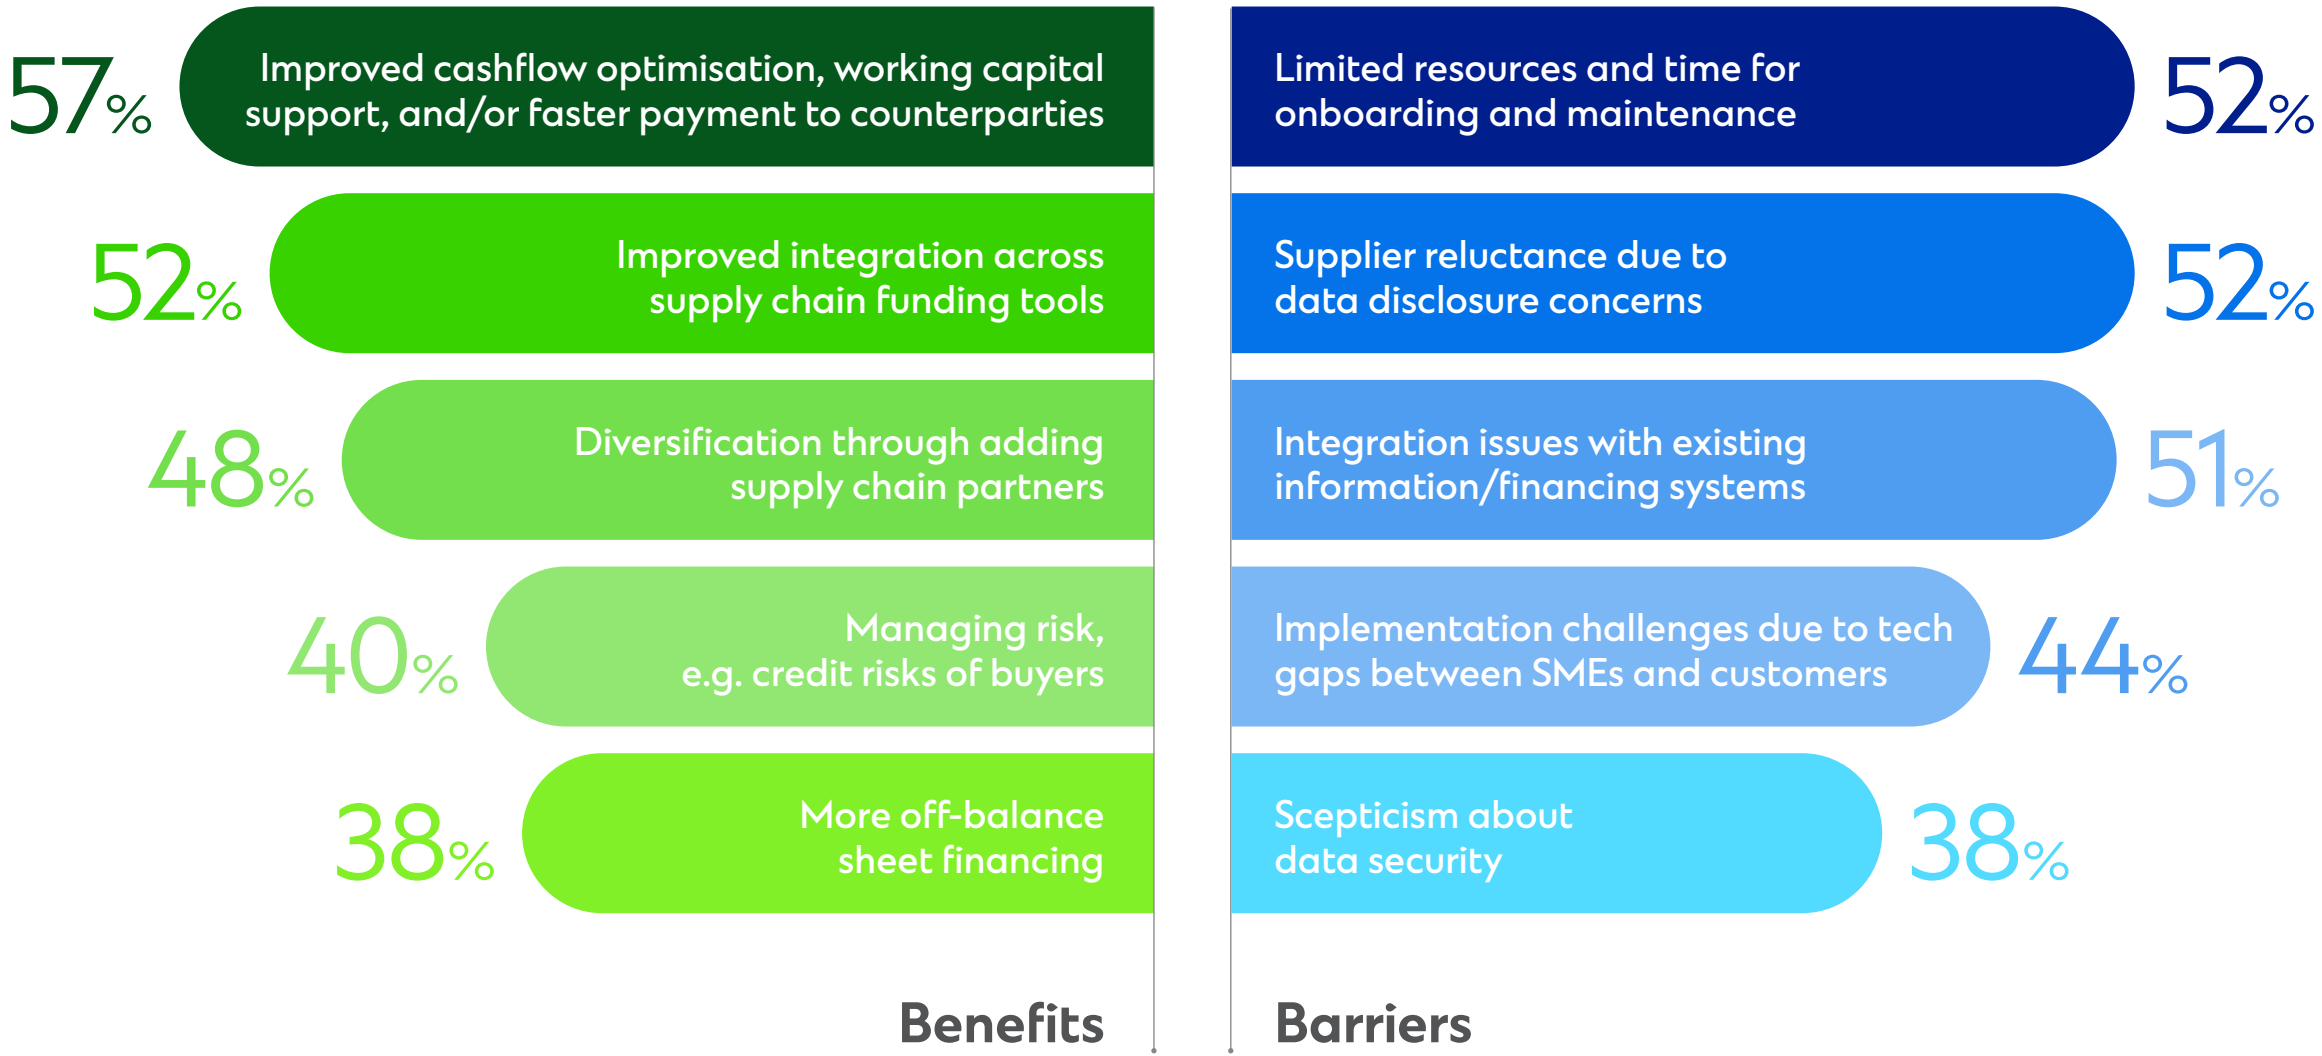 57%
Improved cashflow optimisation, working capital
support, and/or faster payment to counterparties
52%
Improved integration across
supply chain funding tools
48%
Diversification through adding
supply chain partners
40%
Managing risk,
e.g. credit risks of buyers
38%
More off-balance
sheet financing
Benefits
Limited resources and time for
onboarding and maintenance
52%
Supplier reluctance due to
data disclosure concerns
52%
Integration issues with existing
information/financing systems
51%
Implementation challenges due to tech
gaps between SMEs and customers
44%
Scepticism about
data security
38%
Barriers